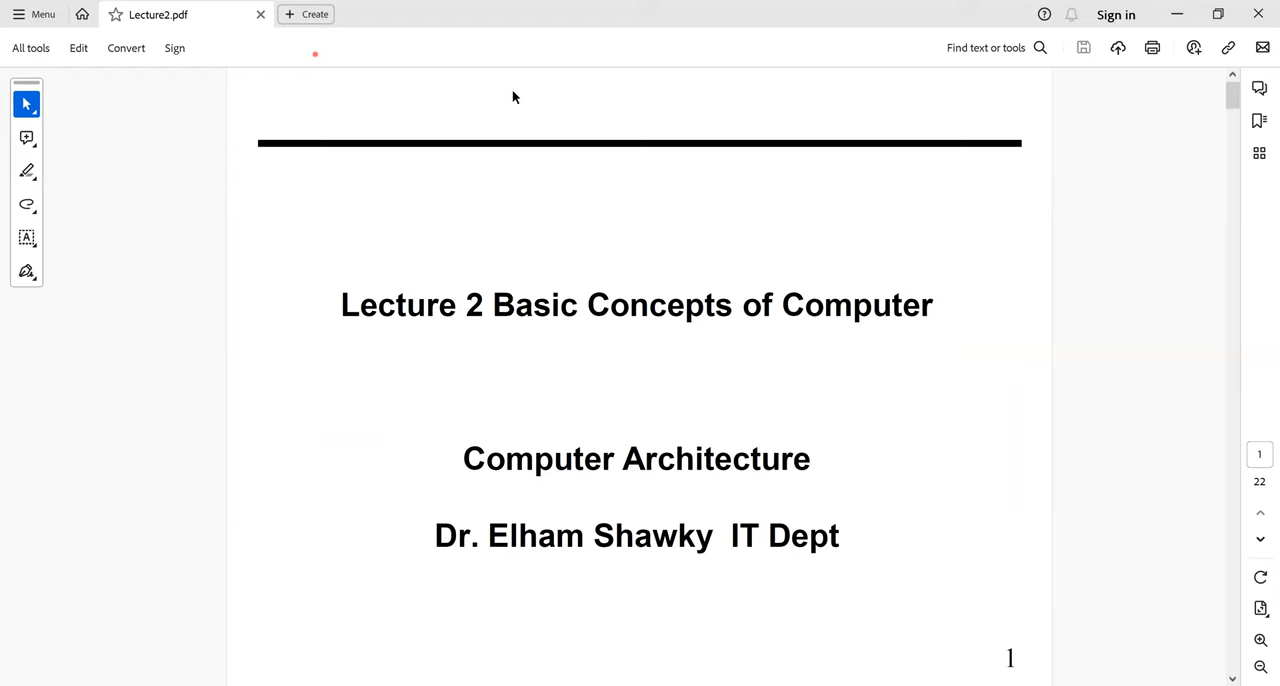 Menu
Lecture2.pdf
Create
Sign in
All tools
Edit
Convert
Sign
Find text or tools
A
Lecture 2 Basic Concepts of Computer
Computer Architecture
Dr. Elham Shawky IT Dept
1
1
22